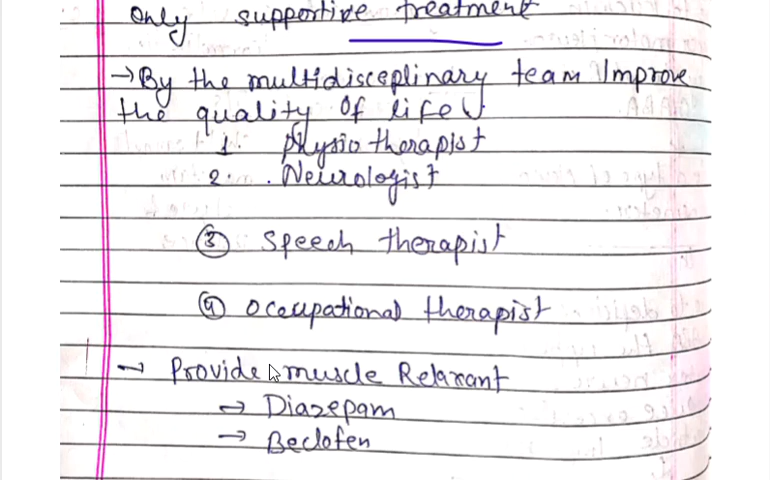 Only supportive treatment
→ By the multidisceplinary team Improve
the quality of life
1. Physio therapist
2. Neurologist
③ Speech therapist
④ Occupational therapist
→ Provide muscle Relaxant
→ Diazepam
→ Beclofen